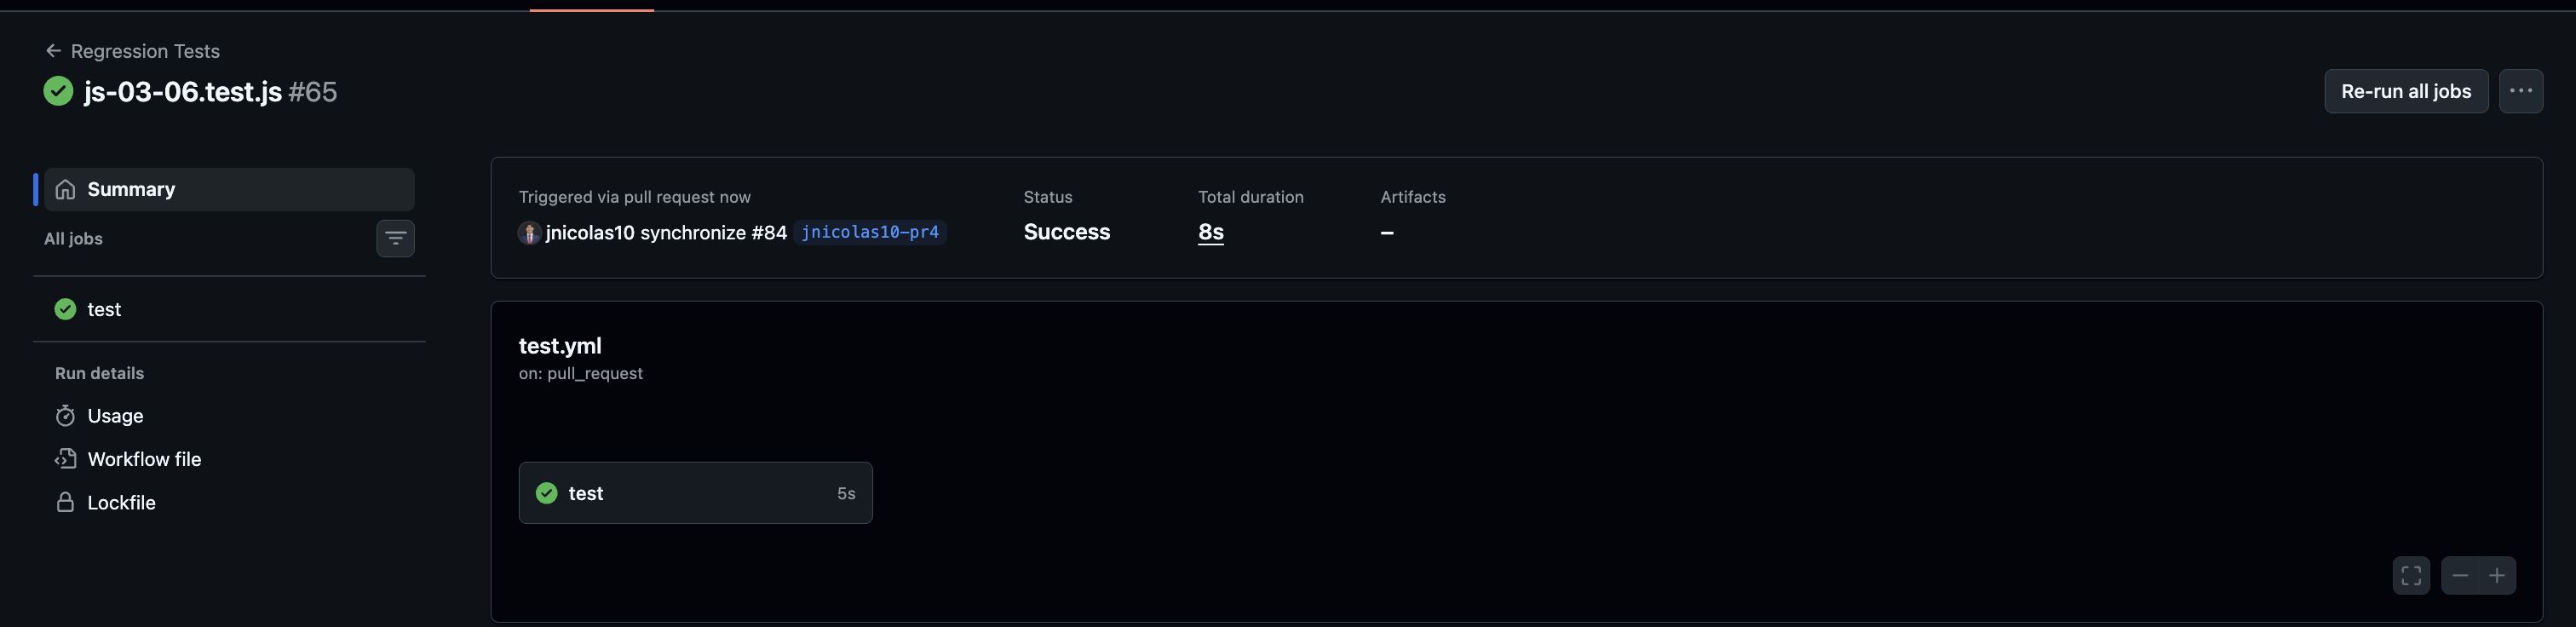 ← Regression Tests
js-03-06.test.js #65
Re-run all jobs
Summary
All jobs
test
Run details
Usage
Workflow file
Lockfile
Triggered via pull request now
jnicolas10 synchronize #84 jnicolas10-pr4
Status
Success
Total duration
8s
Artifacts
–
test.yml
on: pull_request
test 5s